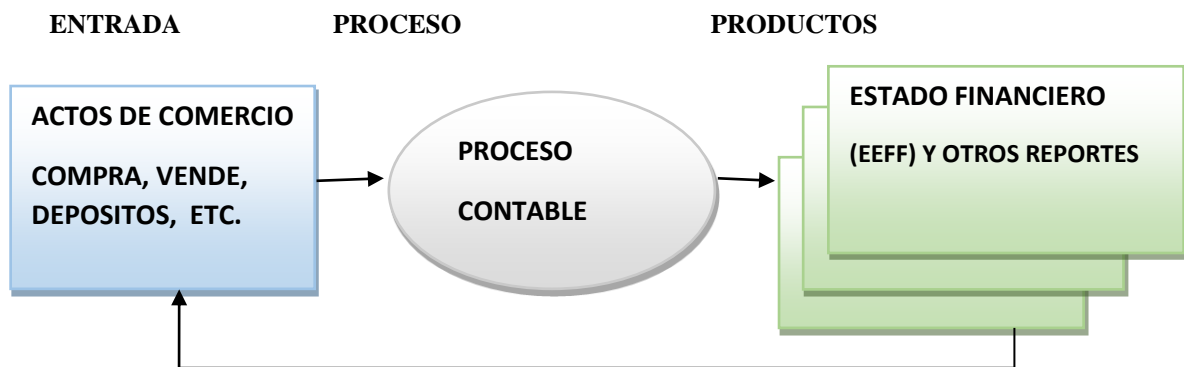 ENTRADA PROCESO PRODUCTOS
ACTOS DE COMERCIO
COMPRA, VENDE,
DEPOSITOS, ETC.
PROCESO
CONTABLE
ESTADO FINANCIERO
(EEFF) Y OTROS REPORTES